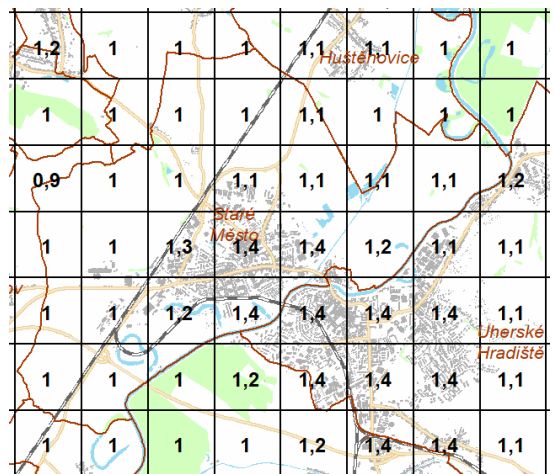 1,2 1 1 1 1,1 1,1 1 1
Huštěnovice
1 1 1 1 1,1 1 1 1
0,9 1 1 1,1 1,1 1,1 1,1 1,2
Staré
Město
1 1 1,3 1,4 1,4 1,2 1,1 1,1
1 1 1,2 1,4 1,4 1,4 1,4 1,1
Uherské
Hradiště
1 1 1 1,2 1,4 1,4 1,4 1,1
1 1 1 1 1,2 1,4 1,4 1,1